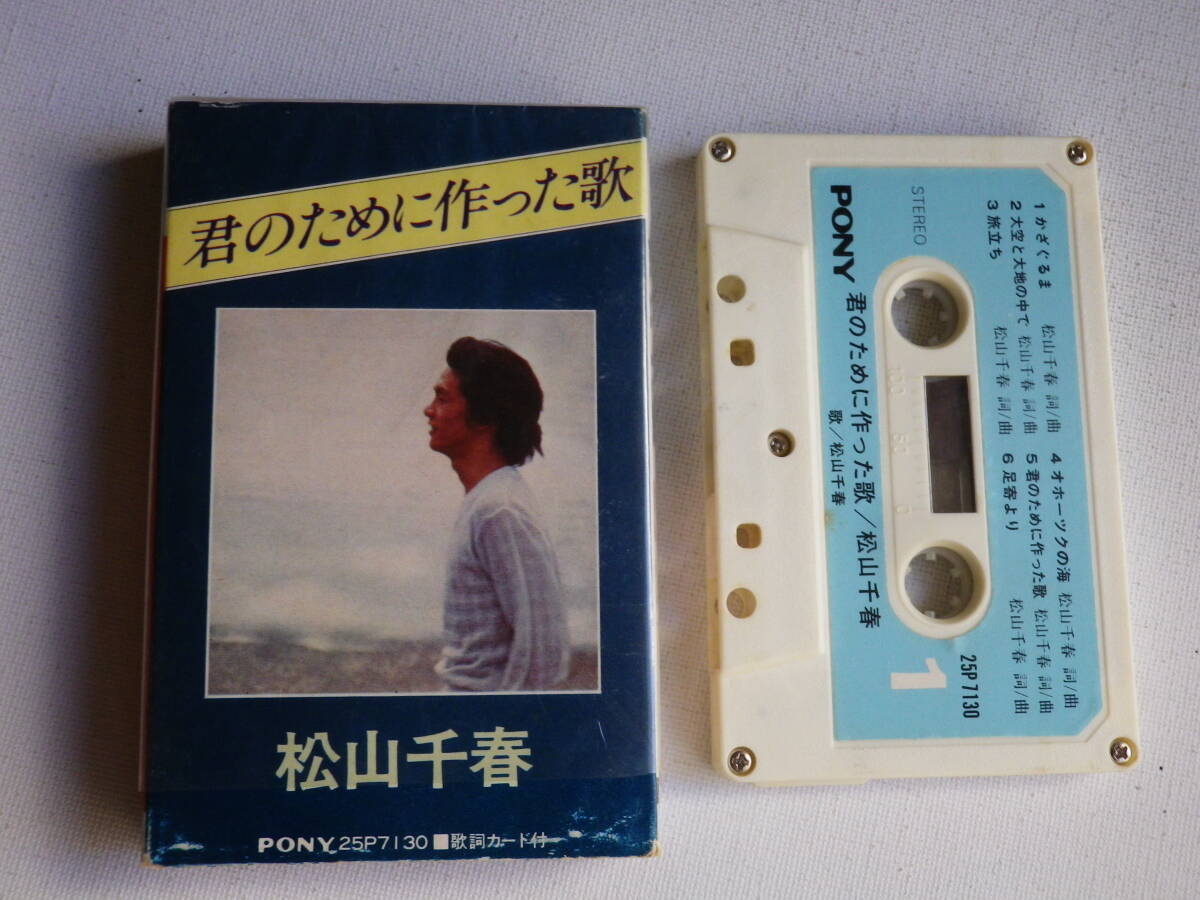 君のために作った歌
松山千春
PONY 25P7130 ■歌詞カード付
STEREO
1 かざぐるま 松山千春 詞/曲
2 大空と大地の中で 松山千春 詞/曲
3 旅立ち 松山千春 詞/曲
4 オホーツクの海 松山千春 詞/曲
5 君のために作った歌 松山千春 詞/曲
6 足寄より 松山千春 詞/曲
PONY 君のために作った歌/松山千春
歌/松山千春
100 50 0
1
25P7130